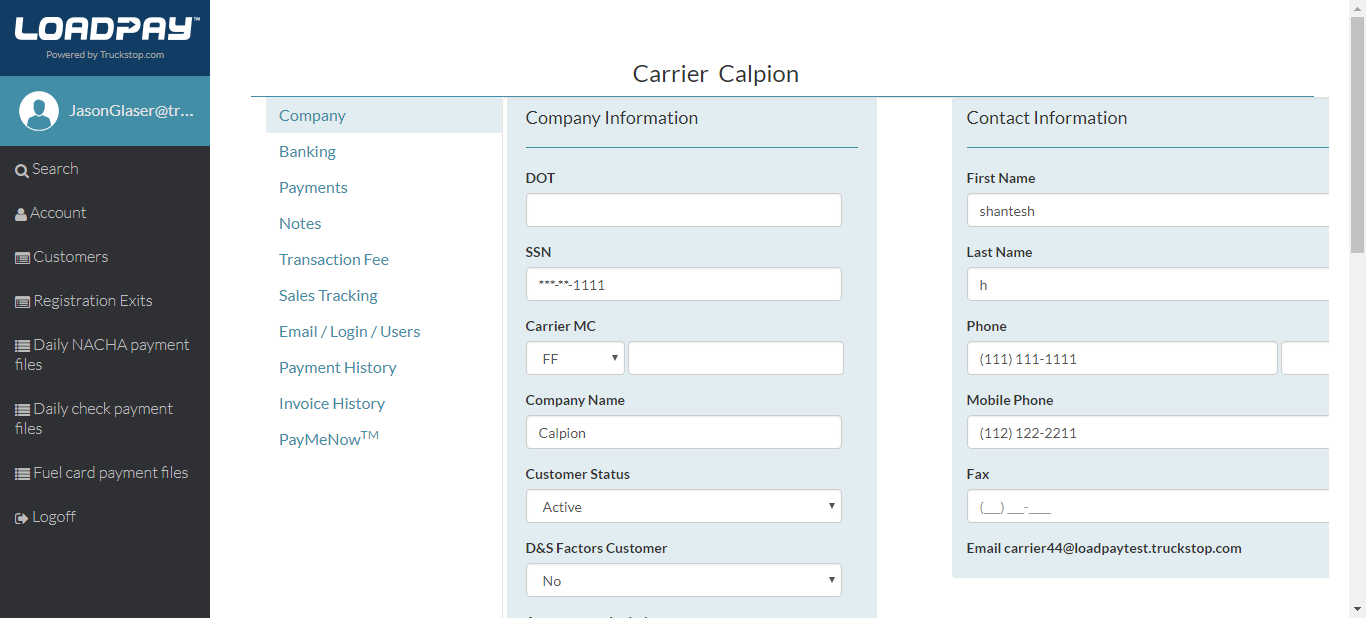 LOADPAY™
Powered by Truckstop.com
JasonGlaser@tr...
Search
Account
Customers
Registration Exits
Daily NACHA payment
files
Daily check payment
files
Fuel card payment files
Logoff
Carrier Calpion
Company
Banking
Payments
Notes
Transaction Fee
Sales Tracking
Email / Login / Users
Payment History
Invoice History
PayMeNow™
Company Information
DOT
SSN
***-**-1111
Carrier MC
FF
Company Name
Calpion
Customer Status
Active
D&S Factors Customer
No
Contact Information
First Name
shantesh
Last Name
h
Phone
(111) 111-1111
Mobile Phone
(112) 122-2211
Fax
(__) ___-____
Email carrier44@loadpaytest.truckstop.com